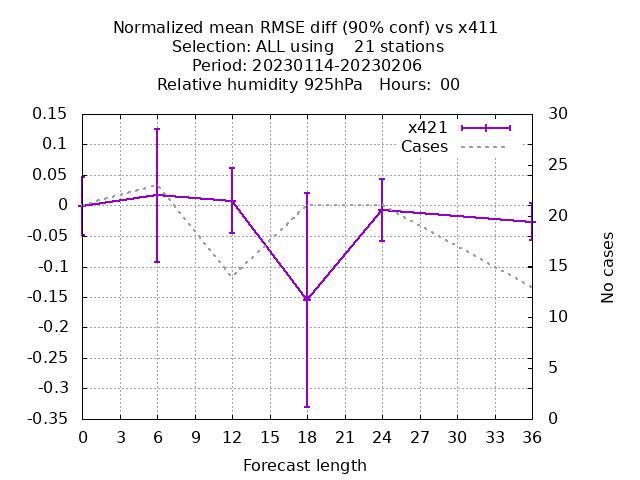 Normalized mean RMSE diff (90% conf) vs x411
Selection: ALL using    21 stations
Period: 20230114-20230206
Relative humidity 925hPa   Hours:  00
x421
Cases
0.15
0.1
0.05
0
-0.05
-0.1
-0.15
-0.2
-0.25
-0.3
-0.35
30
25
20
15
10
5
0
No cases
0 3 6 9 12 15 18 21 24 27 30 33 36
Forecast length